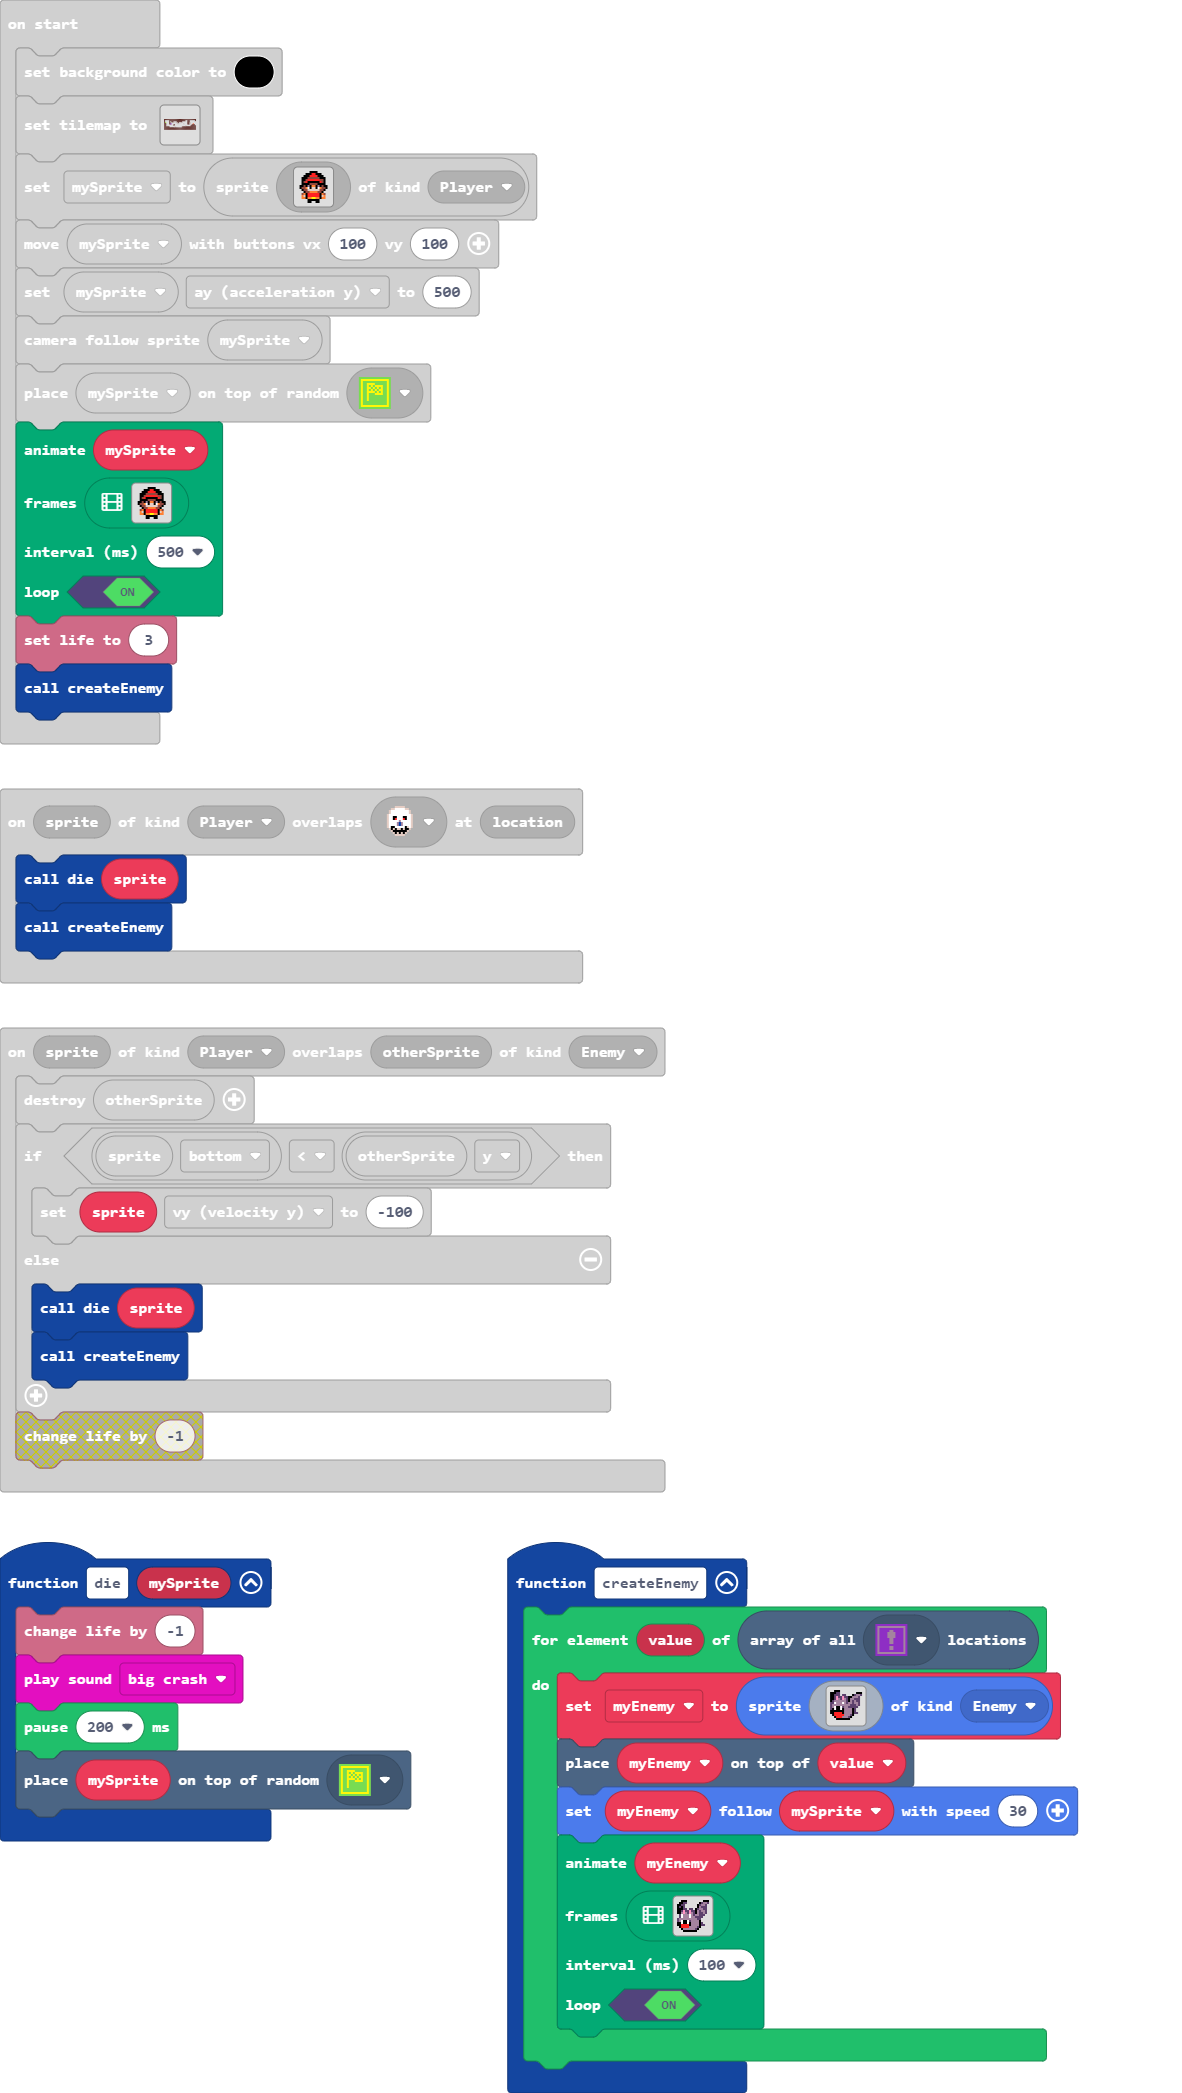 on start
set background color to
set tilemap to
set mySprite to sprite of kind Player
move mySprite with buttons vx 100 vy 100
set mySprite ay (acceleration y) to 500
camera follow sprite mySprite
place mySprite on top of random
animate mySprite
frames
interval (ms) 500
loop ON
set life to 3
call createEnemy
on sprite of kind Player overlaps at location
call die sprite
call createEnemy
on sprite of kind Player overlaps otherSprite of kind Enemy
destroy otherSprite
if sprite bottom < otherSprite y then
set sprite vy (velocity y) to -100
else
call die sprite
call createEnemy
change life by -1
function die mySprite
change life by -1
play sound big crash
pause 200 ms
place mySprite on top of random
function createEnemy
for element value of array of all locations
do
set myEnemy to sprite of kind Enemy
place myEnemy on top of value
set myEnemy follow mySprite with speed 30
animate myEnemy
frames
interval (ms) 100
loop ON